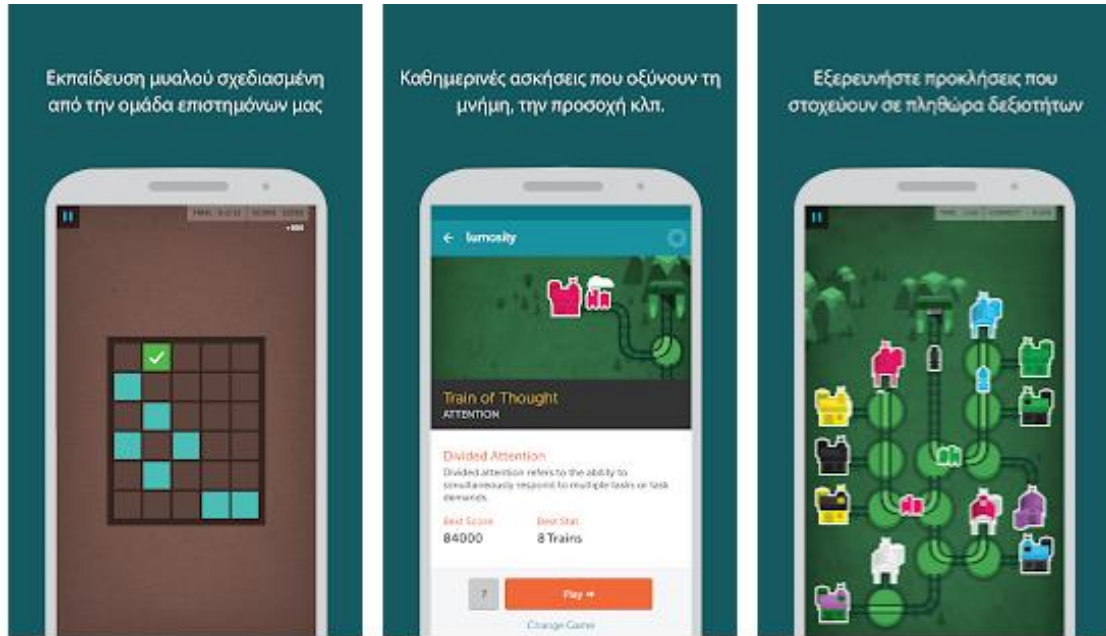 Εκπαίδευση μυαλού σχεδιασμένη
από την ομάδα επιστημόνων μας
+800
Καθημερινές ασκήσεις που οξύνουν τη
μνήμη, την προσοχή κλπ.
lumosity
Train of Thought
ATTENTION
Divided Attention
Divided attention refers to the ability to
simultaneously respond to multiple tasks or task
demands.
Best Score Best Stat
84000 8 Trains
? Play
Change Game
Εξερευνήστε προκλήσεις που
στοχεύουν σε πληθώρα δεξιοτήτων